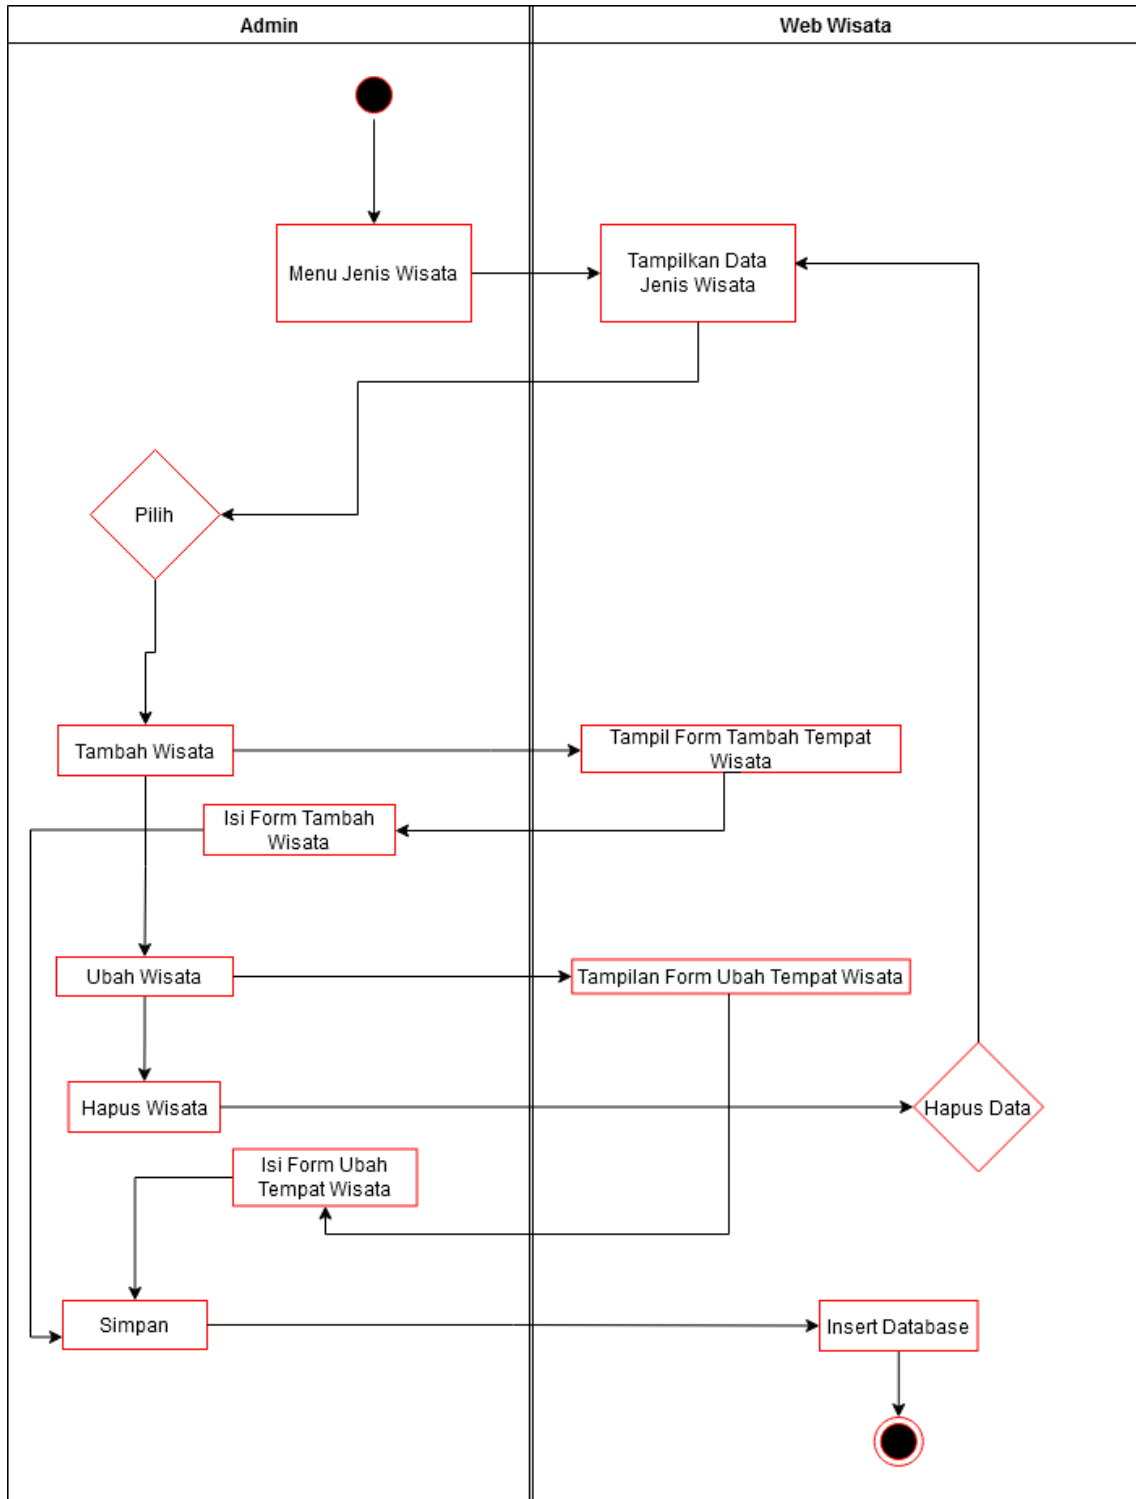 Admin
Web Wisata
Menu Jenis Wisata
Tampilkan Data
Jenis Wisata
Pilih
Tambah Wisata
Tampil Form Tambah Tempat
Wisata
Isi Form Tambah
Wisata
Ubah Wisata
Tampilan Form Ubah Tempat Wisata
Hapus Wisata
Hapus Data
Isi Form Ubah
Tempat Wisata
Simpan
Insert Database